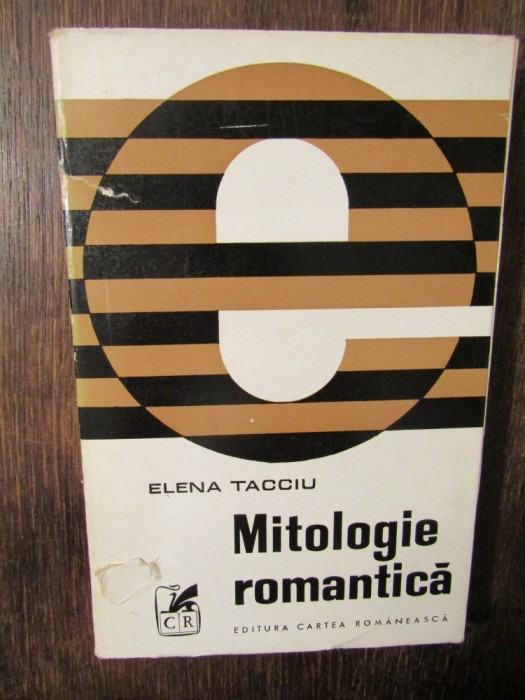 e
ELENA TACCIU
Mitologie
romantică
CR
EDITURA CARTEA ROMÂNEASCĂ